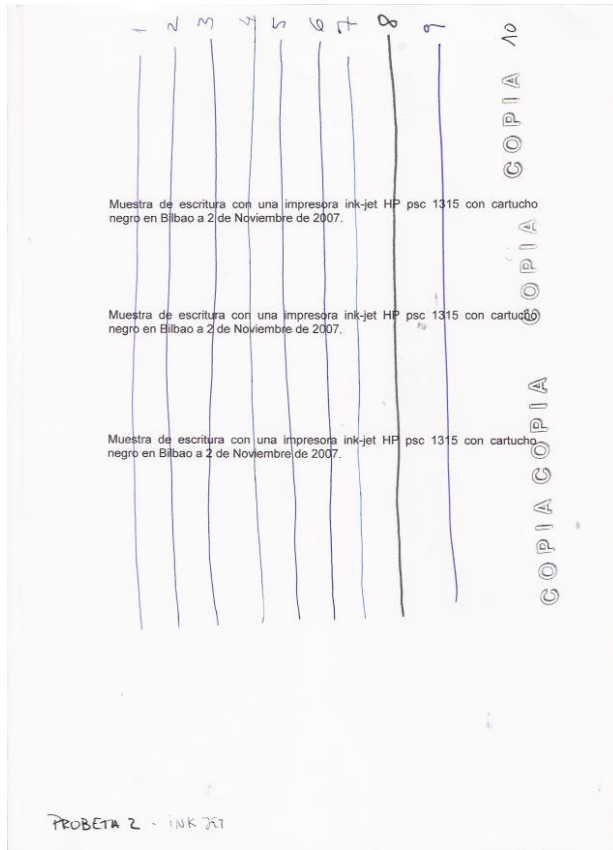 1 2 3 4 5 6 7 8 9 10
COPIA COPIA COPIA COPIA
Muestra de escritura con una impresora ink-jet HP psc 1315 con cartucho
negro en Bilbao a 2 de Noviembre de 2007.
Muestra de escritura con una impresora ink-jet HP psc 1315 con cartucho
negro en Bilbao a 2 de Noviembre de 2007.
Muestra de escritura con una impresora ink-jet HP psc 1315 con cartucho
negro en Bilbao a 2 de Noviembre de 2007.
PROBETA 2 - INK JET